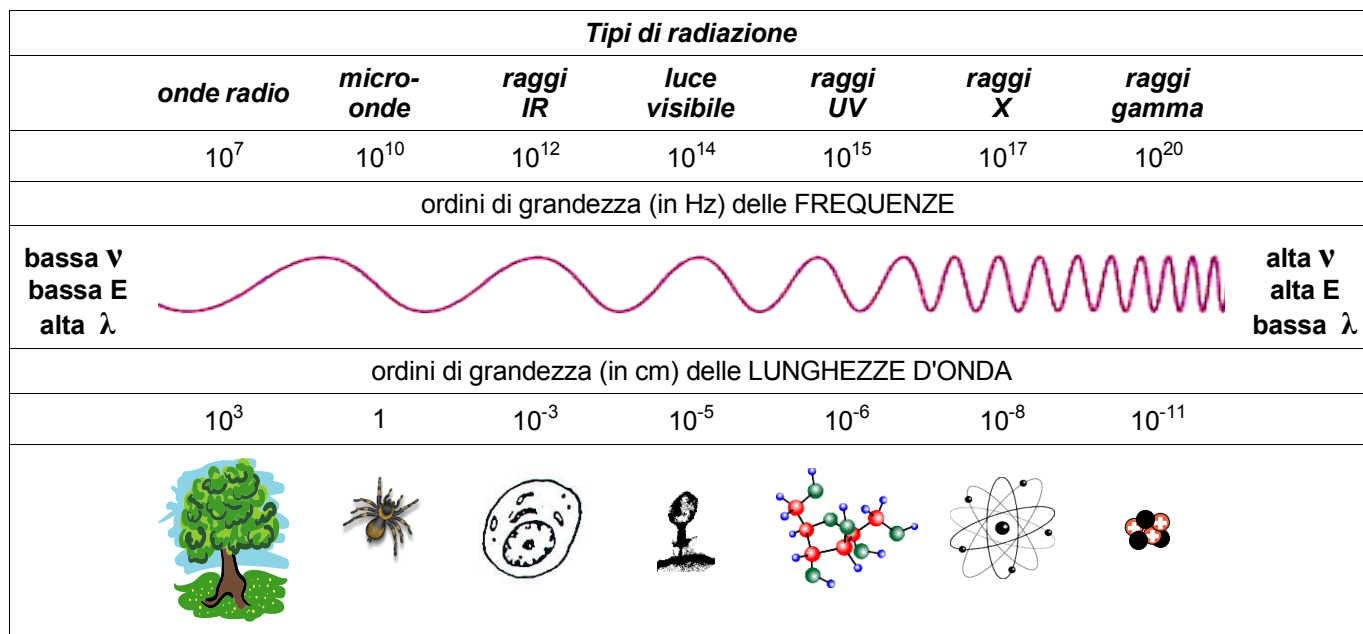 Tipi di radiazione
onde radio micro-onde raggi IR luce visibile raggi UV raggi X raggi gamma
10^7 10^10 10^12 10^14 10^15 10^17 10^20
ordini di grandezza (in Hz) delle FREQUENZE
bassa ν
bassa E
alta λ
alta ν
alta E
bassa λ
ordini di grandezza (in cm) delle LUNGHEZZE D'ONDA
10^3 1 10^-3 10^-5 10^-6 10^-8 10^-11